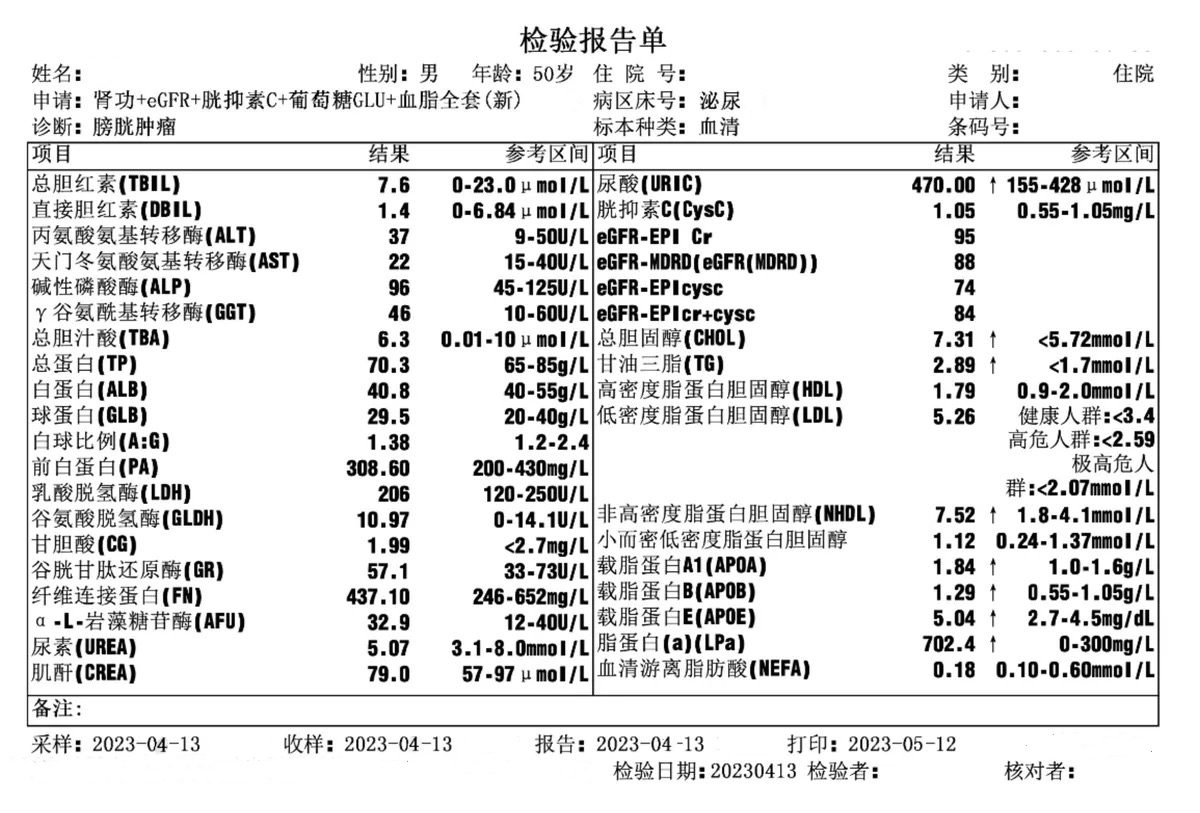 检验报告单
姓名: 性别: 男 年龄: 50岁 住 院 号: 类 别: 住院
申请: 肾功+eGFR+胱抑素C+葡萄糖GLU+血脂全套(新) 病区床号: 泌尿 申请人:
诊断: 膀胱肿瘤 标本种类: 血清 条码号:
项目 结果 参考区间
总胆红素(TBIL) 7.6 0-23.0μmol/L
直接胆红素(DBIL) 1.4 0-6.84μmol/L
丙氨酸氨基转移酶(ALT) 37 9-50U/L
天门冬氨酸氨基转移酶(AST) 22 15-40U/L
碱性磷酸酶(ALP) 96 45-125U/L
γ谷氨酰基转移酶(GGT) 46 10-60U/L
总胆汁酸(TBA) 6.3 0.01-10μmol/L
总蛋白(TP) 70.3 65-85g/L
白蛋白(ALB) 40.8 40-55g/L
球蛋白(GLB) 29.5 20-40g/L
白球比例(A:G) 1.38 1.2-2.4
前白蛋白(PA) 308.60 200-430mg/L
乳酸脱氢酶(LDH) 206 120-250U/L
谷氨酸脱氢酶(GLDH) 10.97 0-14.1U/L
甘胆酸(CG) 1.99 <2.7mg/L
谷胱甘肽还原酶(GR) 57.1 33-73U/L
纤维连接蛋白(FN) 437.10 246-652mg/L
α-L-岩藻糖苷酶(AFU) 32.9 12-40U/L
尿素(UREA) 5.07 3.1-8.0mmol/L
肌酐(CREA) 79.0 57-97μmol/L
项目 结果 参考区间
尿酸(URIC) 470.00 ↑ 155-428μmol/L
胱抑素C(CysC) 1.05 0.55-1.05mg/L
eGFR-EPI Cr 95
eGFR-MDRD(eGFR(MDRD)) 88
eGFR-EPIcysc 74
eGFR-EPIcr+cysc 84
总胆固醇(CHOL) 7.31 ↑ <5.72mmol/L
甘油三脂(TG) 2.89 ↑ <1.7mmol/L
高密度脂蛋白胆固醇(HDL) 1.79 0.9-2.0mmol/L
低密度脂蛋白胆固醇(LDL) 5.26 健康人群:<3.4
高危人群:<2.59
极高危人
群:<2.07mmol/L
非高密度脂蛋白胆固醇(NHDL) 7.52 ↑ 1.8-4.1mmol/L
小而密低密度脂蛋白胆固醇 1.12 0.24-1.37mmol/L
载脂蛋白A1(APOA) 1.84 ↑ 1.0-1.6g/L
载脂蛋白B(APOB) 1.29 ↑ 0.55-1.05g/L
载脂蛋白E(APOE) 5.04 ↑ 2.7-4.5mg/dL
脂蛋白(a)(LPa) 702.4 ↑ 0-300mg/L
血清游离脂肪酸(NEFA) 0.18 0.10-0.60mmol/L
备注:
采样: 2023-04-13 收样: 2023-04-13 报告: 2023-04-13 打印: 2023-05-12
检验日期:20230413 检验者: 核对者: